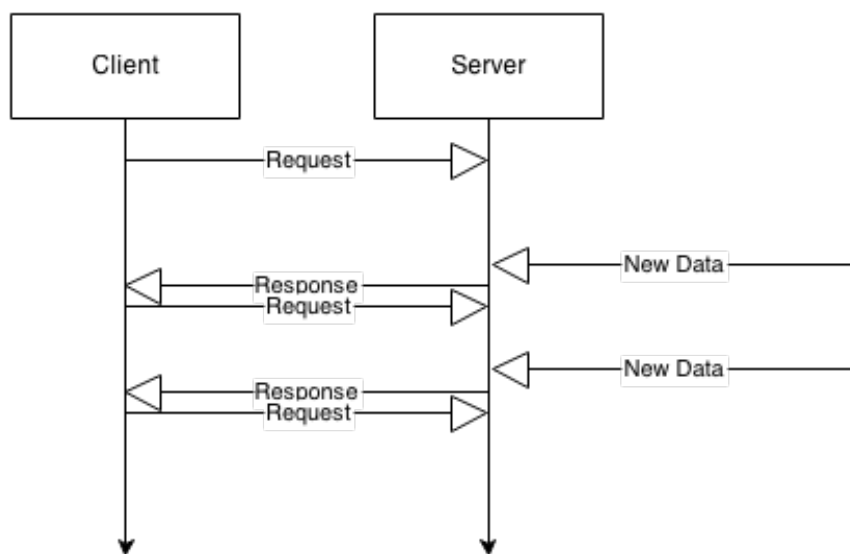 Client
Server
Request
New Data
Response
Request
New Data
Response
Request